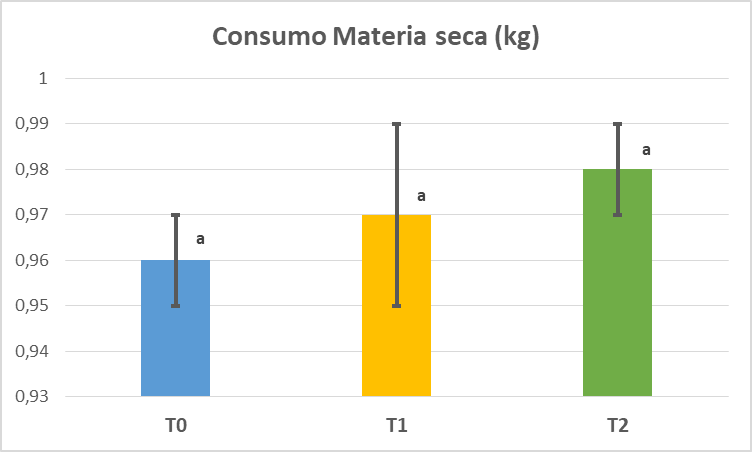 Consumo Materia seca (kg)
1
0,99
0,98
0,97
0,96
0,95
0,94
0,93
a
a
a
T0
T1
T2